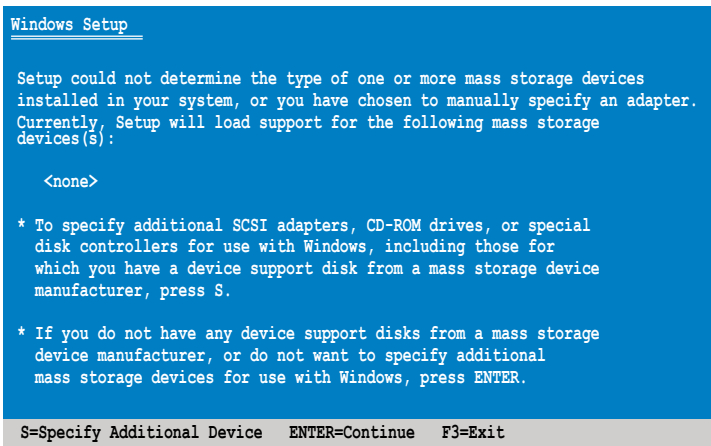 Windows Setup
Setup could not determine the type of one or more mass storage devices
installed in your system, or you have chosen to manually specify an adapter.
Currently, Setup will load support for the following mass storage
devices(s):
<none>
* To specify additional SCSI adapters, CD-ROM drives, or special
disk controllers for use with Windows, including those for
which you have a device support disk from a mass storage device
manufacturer, press S.
* If you do not have any device support disks from a mass storage
device manufacturer, or do not want to specify additional
mass storage devices for use with Windows, press ENTER.
S=Specify Additional Device ENTER=Continue F3=Exit